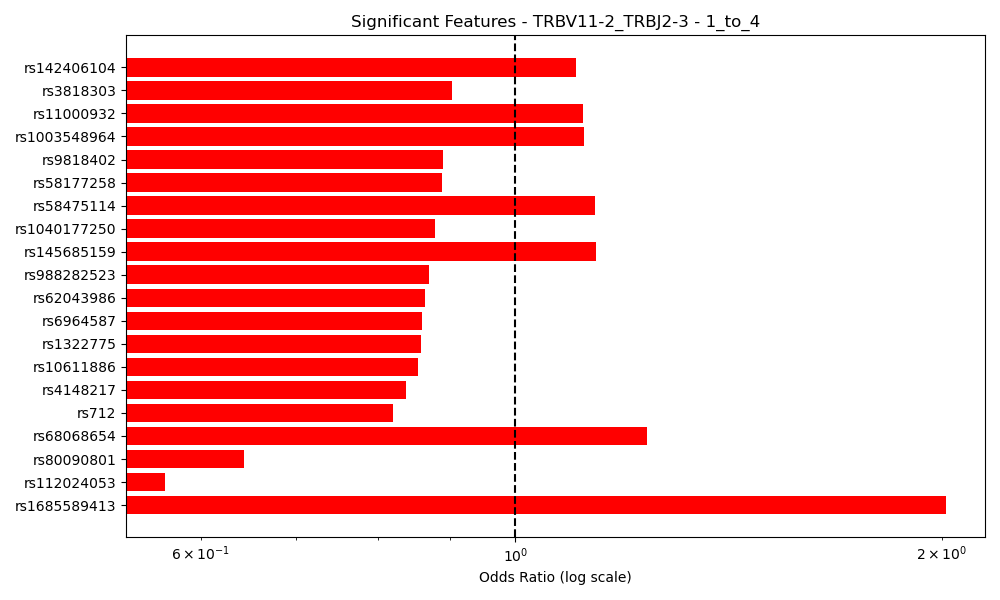 Significant Features - TRBV11-2_TRBJ2-3 - 1_to_4
rs142406104
rs3818303
rs11000932
rs1003548964
rs9818402
rs58177258
rs58475114
rs1040177250
rs145685159
rs988282523
rs62043986
rs6964587
rs1322775
rs10611886
rs4148217
rs712
rs68068654
rs80090801
rs112024053
rs1685589413
6 × 10⁻¹ 10⁰ 2 × 10⁰
Odds Ratio (log scale)